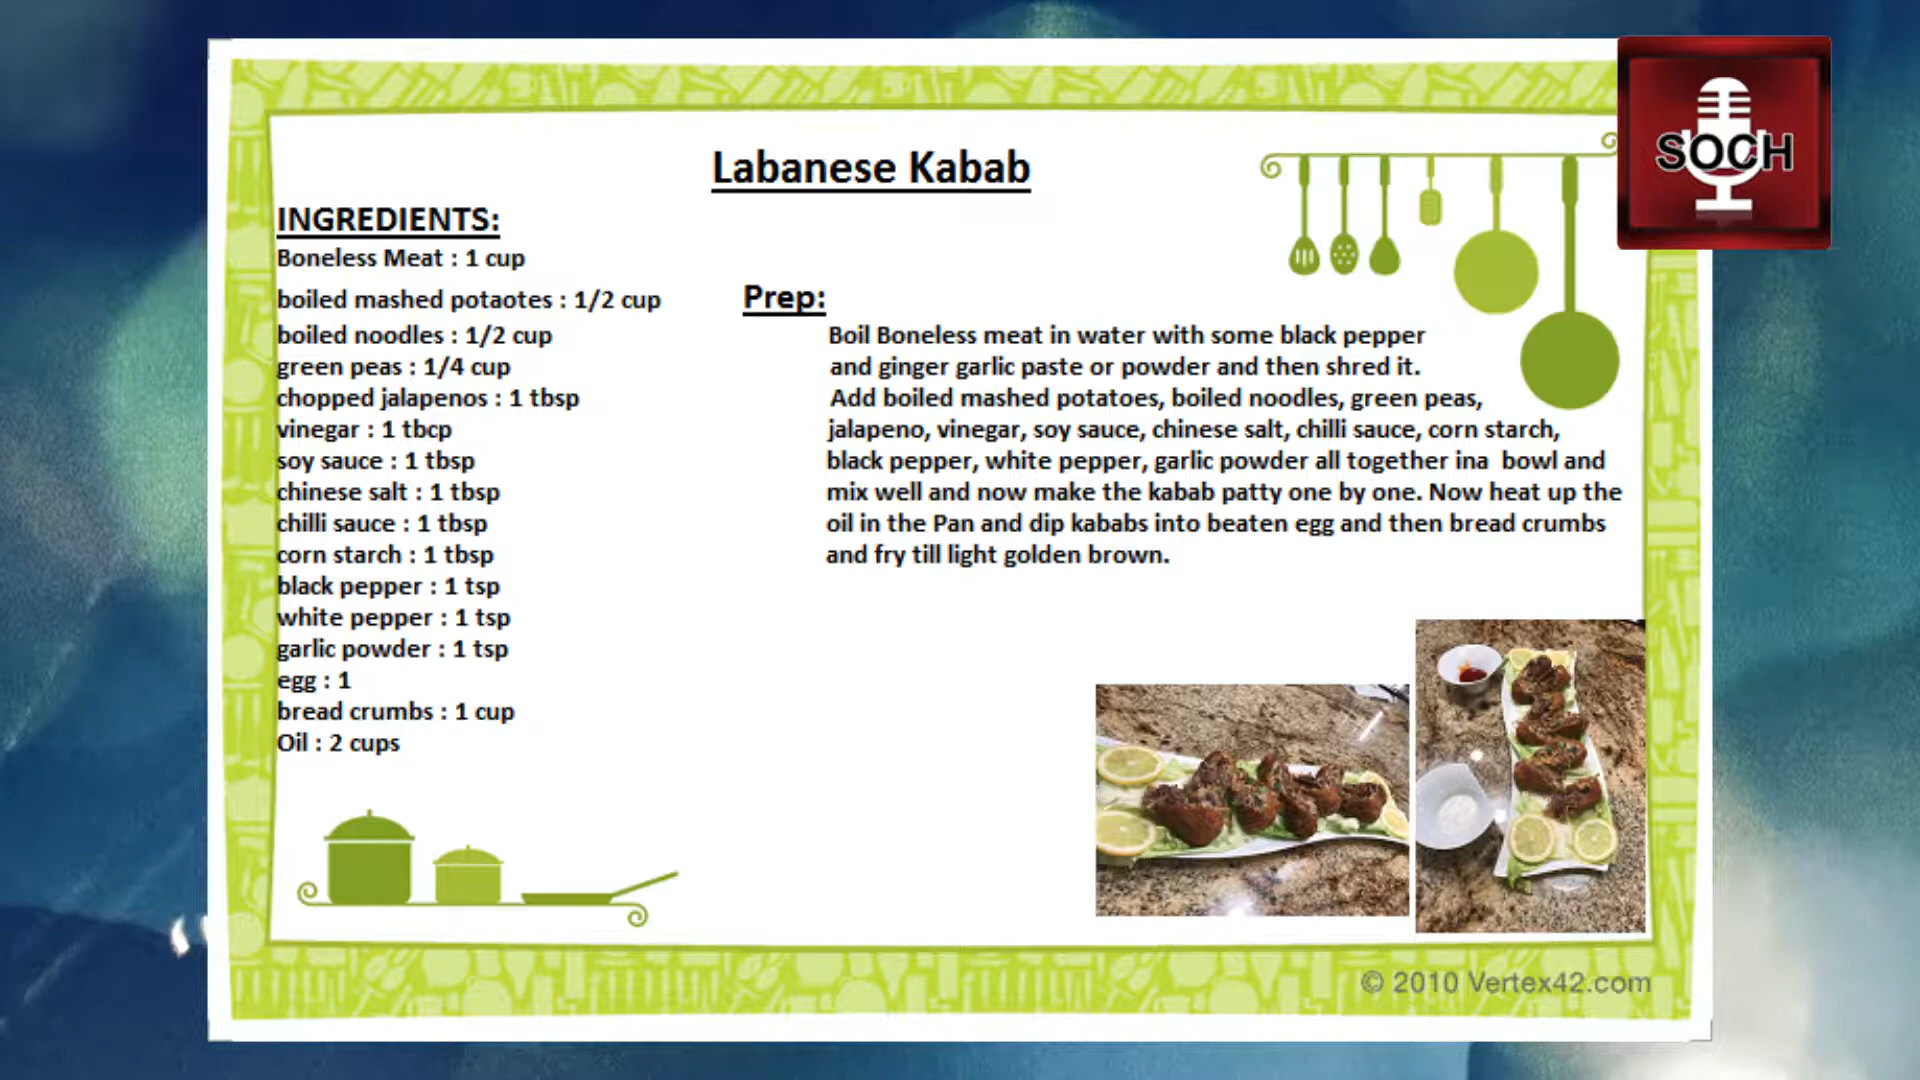 Labanese Kabab
SOCH
INGREDIENTS:
Boneless Meat : 1 cup
boiled mashed potaotes : 1/2 cup
boiled noodles : 1/2 cup
green peas : 1/4 cup
chopped jalapenos : 1 tbsp
vinegar : 1 tbcp
soy sauce : 1 tbsp
chinese salt : 1 tbsp
chilli sauce : 1 tbsp
corn starch : 1 tbsp
black pepper : 1 tsp
white pepper : 1 tsp
garlic powder : 1 tsp
egg : 1
bread crumbs : 1 cup
Oil : 2 cups
Prep:
Boil Boneless meat in water with some black pepper
and ginger garlic paste or powder and then shred it.
Add boiled mashed potatoes, boiled noodles, green peas,
jalapeno, vinegar, soy sauce, chinese salt, chilli sauce, corn starch,
black pepper, white pepper, garlic powder all together ina bowl and
mix well and now make the kabab patty one by one. Now heat up the
oil in the Pan and dip kababs into beaten egg and then bread crumbs
and fry till light golden brown.
© 2010 Vertex42.com